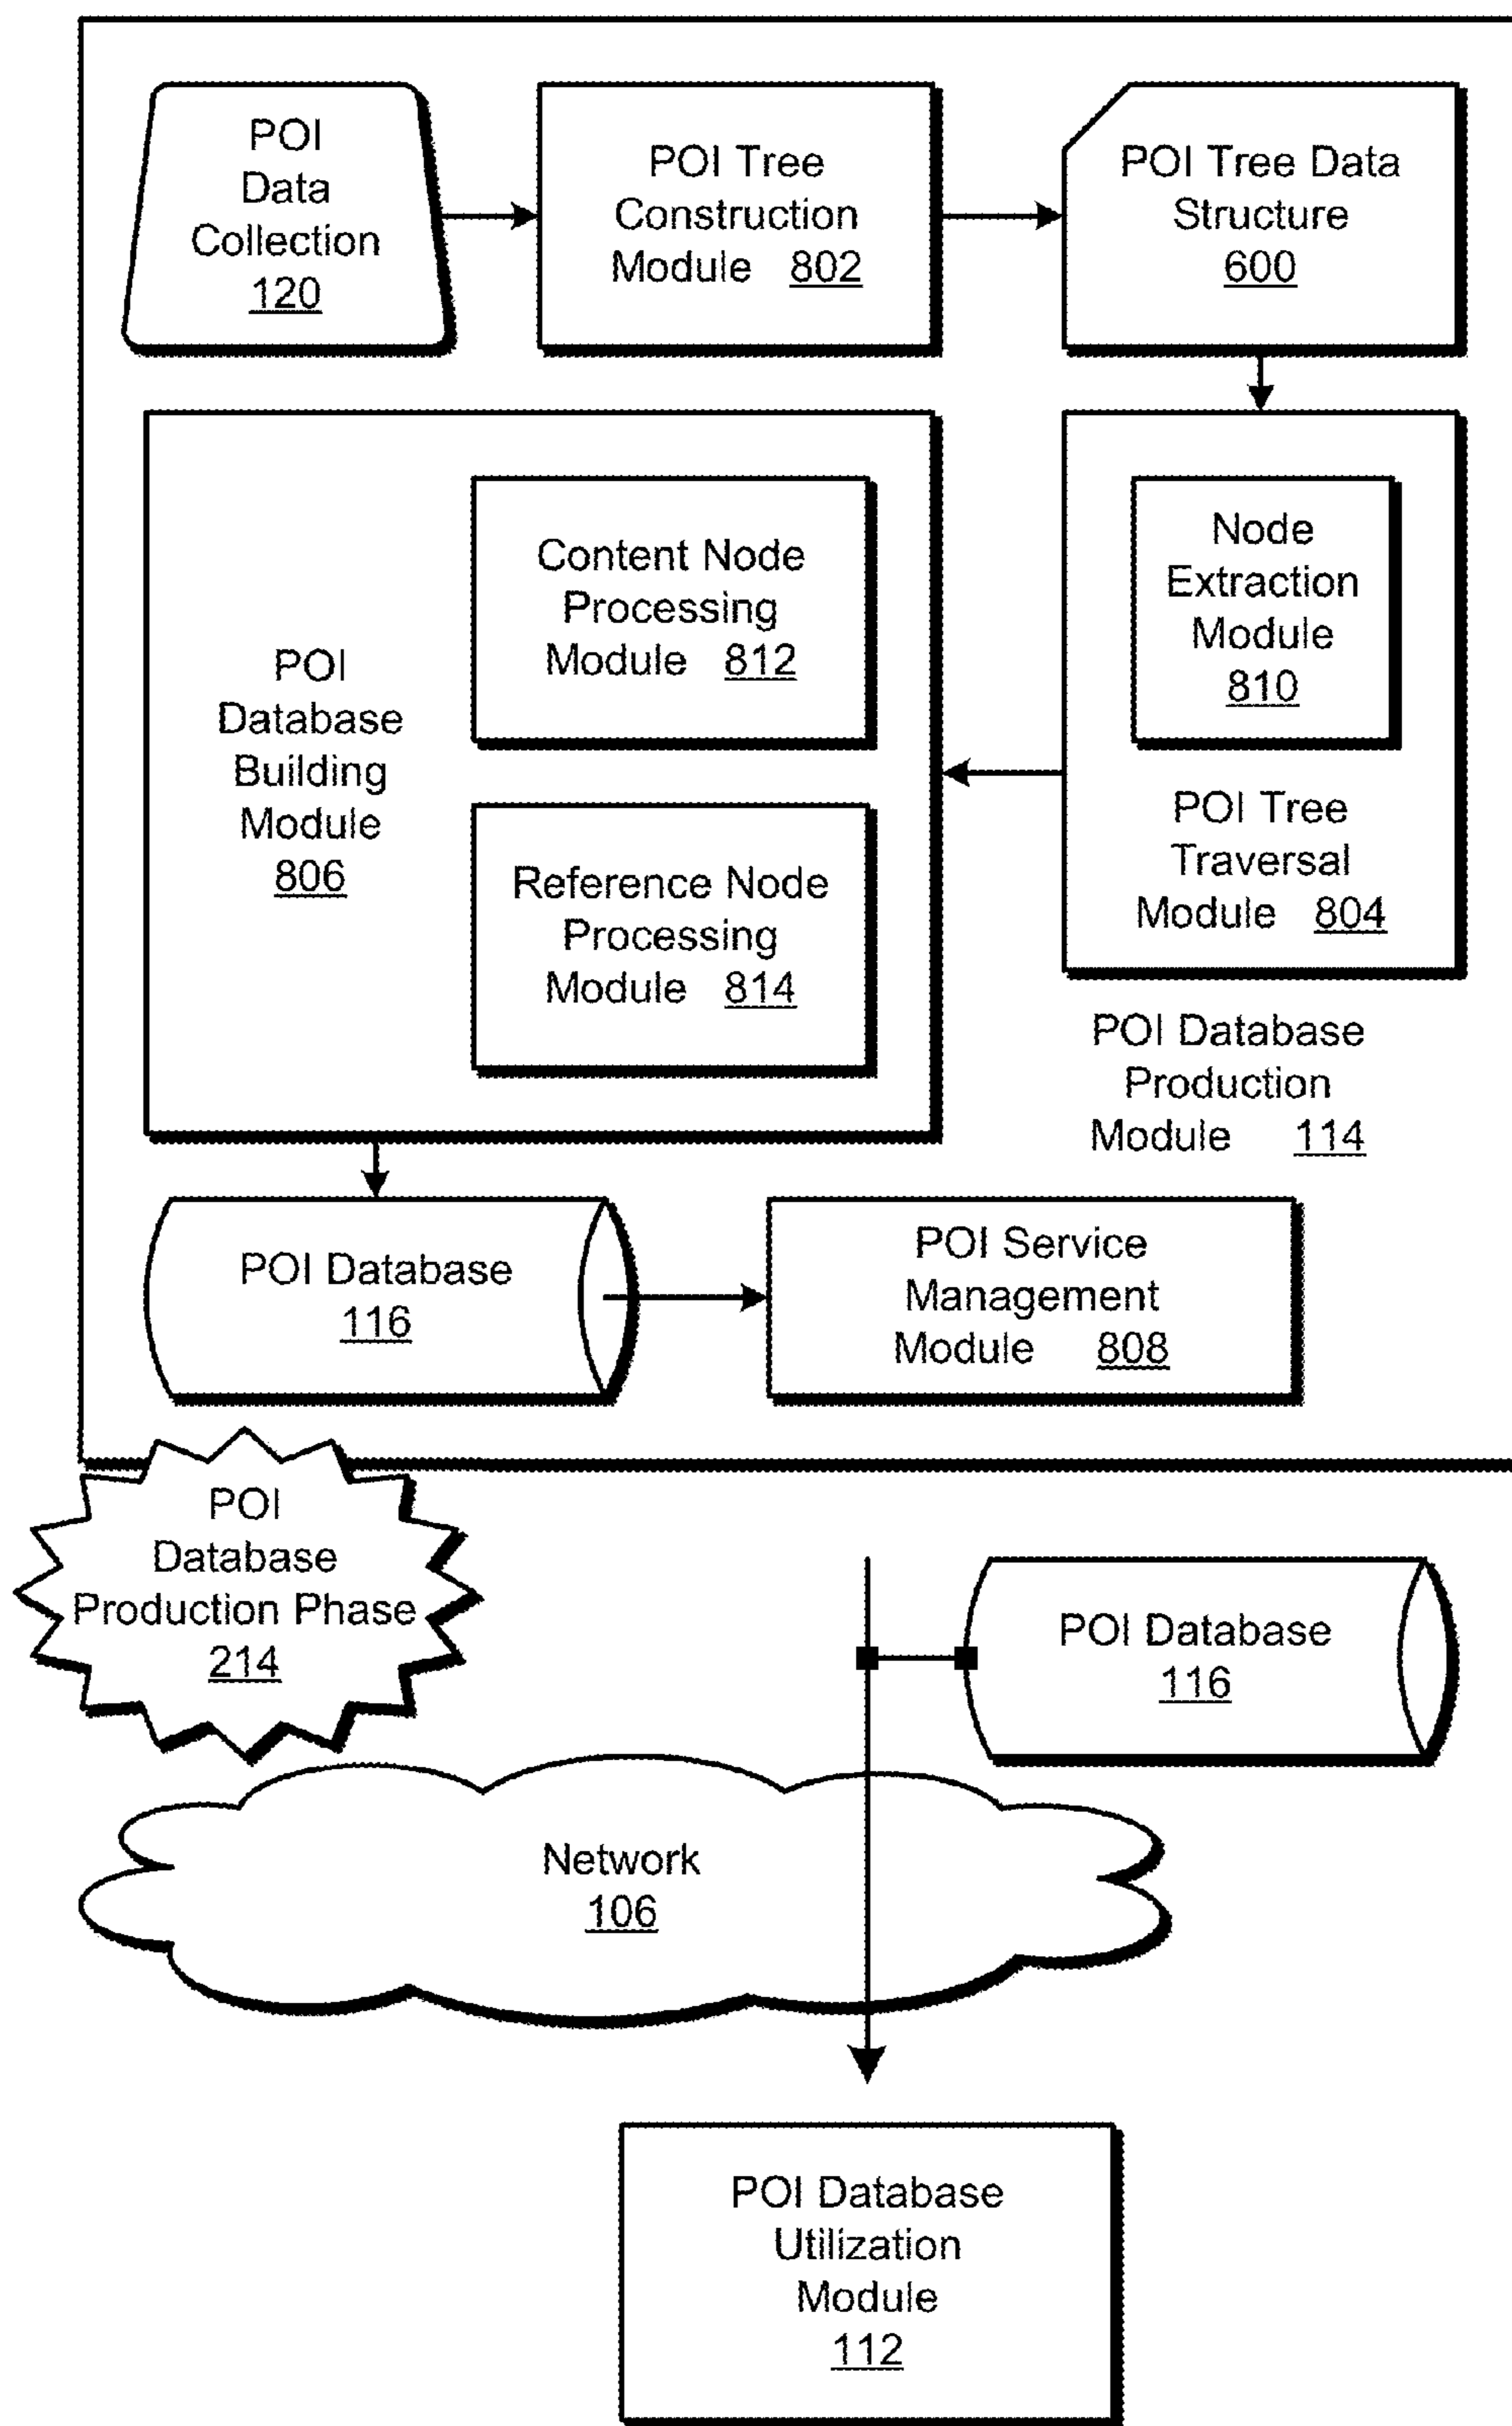 POI
Data
Collection
120
POI Tree
Construction
Module 802
POI Tree Data
Structure
600
POI
Database
Building
Module
806
Content Node
Processing
Module 812
Reference Node
Processing
Module 814
Node
Extraction
Module
810
POI Tree
Traversal
Module 804
POI Database
Production
Module 114
POI Database
116
POI Service
Management
Module 808
POI
Database
Production Phase
214
POI Database
116
Network
106
POI Database
Utilization
Module
112